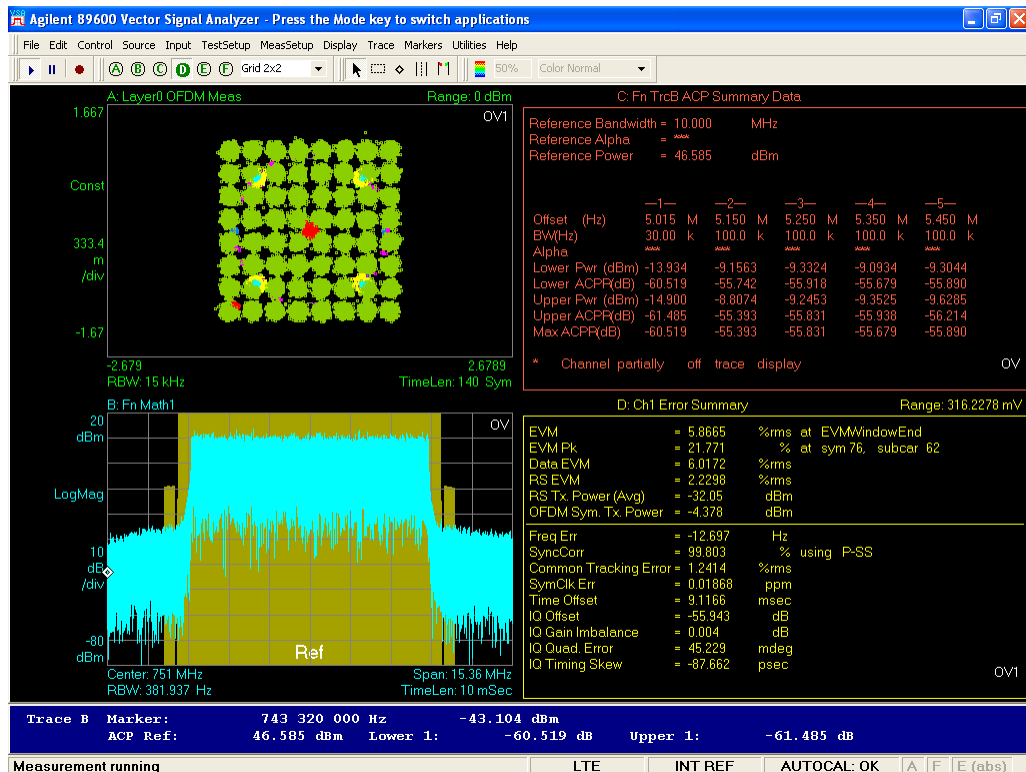 Agilent 89600 Vector Signal Analyzer - Press the Mode key to switch applications
File Edit Control Source Input TestSetup MeasSetup Display Trace Markers Utilities Help
A B C D E F Grid 2x2 50% Color Normal
A: Layer0 OFDM Meas Range: 0 dBm
1.667
OV1
Const
333.4
m
/div
-1.67
-2.679 2.6789
RBW: 15 kHz TimeLen: 140 Sym
C: Fn TrcB ACP Summary Data
Reference Bandwidth = 10.000 MHz
Reference Alpha = ***
Reference Power = 46.585 dBm
—1— —2— —3— —4— —5—
Offset (Hz) 5.015 M 5.150 M 5.250 M 5.350 M 5.450 M
BW(Hz) 30.00 k 100.0 k 100.0 k 100.0 k 100.0 k
Alpha *** *** *** *** ***
Lower Pwr (dBm) -13.934 -9.1563 -9.3324 -9.0934 -9.3044
Lower ACPR(dB) -60.519 -55.742 -55.918 -55.679 -55.890
Upper Pwr (dBm) -14.900 -8.8074 -9.2453 -9.3525 -9.6285
Upper ACPR(dB) -61.485 -55.393 -55.831 -55.938 -56.214
Max ACPR(dB) -60.519 -55.393 -55.831 -55.679 -55.890
* Channel partially off trace display OV
B: Fn Math1
20
dBm
OV
LogMag
10
dB
/div
-80
dBm
Ref
Center: 751 MHz Span: 15.36 MHz
RBW: 381.937 Hz TimeLen: 10 mSec
D: Ch1 Error Summary Range: 316.2278 mV
EVM = 5.8665 %rms at EVMWindowEnd
EVM Pk = 21.771 % at sym 76, subcar 62
Data EVM = 6.0172 %rms
RS EVM = 2.2298 %rms
RS Tx. Power (Avg) = -32.05 dBm
OFDM Sym. Tx. Power = -4.378 dBm
Freq Err = -12.697 Hz
SyncCorr = 99.803 % using P-SS
Common Tracking Error = 1.2414 %rms
SymClk Err = 0.01868 ppm
Time Offset = 9.1166 msec
IQ Offset = -55.943 dB
IQ Gain Imbalance = 0.004 dB
IQ Quad. Error = 45.229 mdeg
IQ Timing Skew = -87.662 psec
OV1
Trace B Marker: 743 320 000 Hz -43.104 dBm
ACP Ref: 46.585 dBm Lower 1: -60.519 dB Upper 1: -61.485 dB
Measurement running LTE INT REF AUTOCAL: OK A F E (abs)